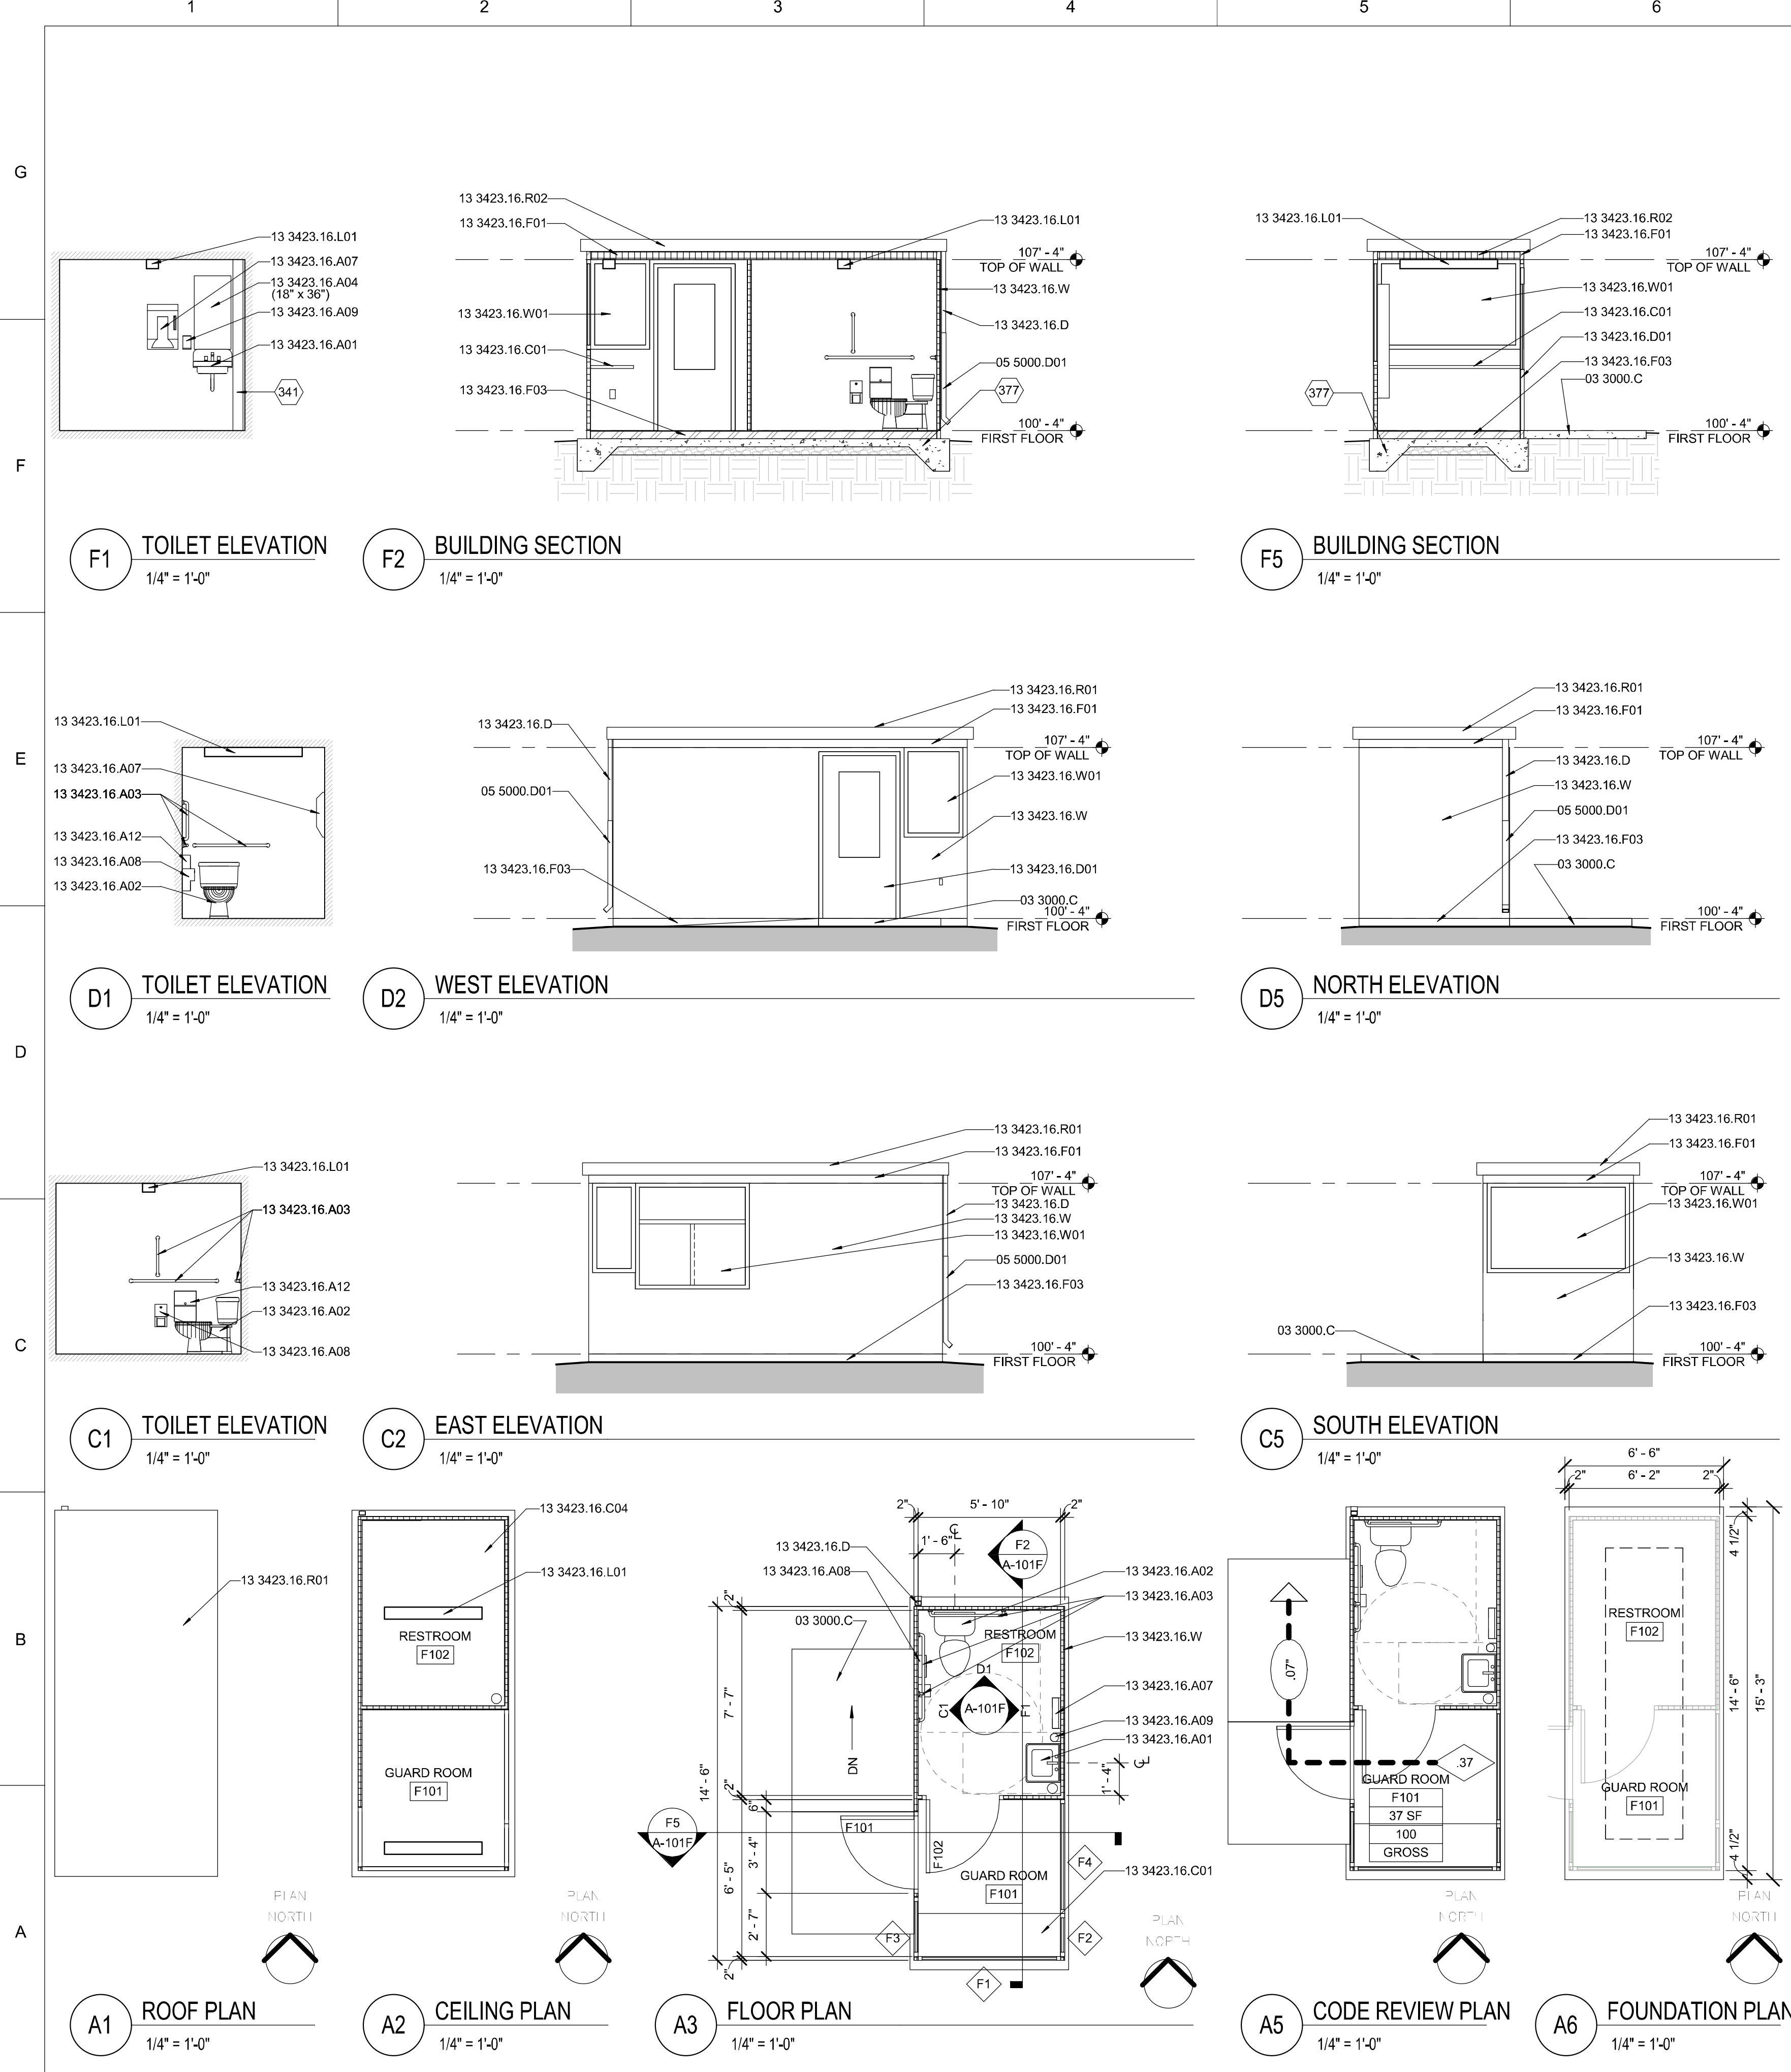 1
2
3
4
5
6
G
F
E
D
C
B
A
13 3423.16.L01
13 3423.16.A07
13 3423.16.A04
(18" x 36")
13 3423.16.A09
13 3423.16.A01
341
F1
TOILET ELEVATION
1/4" = 1'-0"
13 3423.16.R02
13 3423.16.F01
13 3423.16.W01
13 3423.16.C01
13 3423.16.F03
13 3423.16.L01
107' - 4"
TOP OF WALL
13 3423.16.W
13 3423.16.D
05 5000.D01
377
100' - 4"
FIRST FLOOR
F2
BUILDING SECTION
1/4" = 1'-0"
13 3423.16.L01
377
13 3423.16.R02
13 3423.16.F01
107' - 4"
TOP OF WALL
13 3423.16.W01
13 3423.16.C01
13 3423.16.D01
13 3423.16.F03
03 3000.C
100' - 4"
FIRST FLOOR
F5
BUILDING SECTION
1/4" = 1'-0"
13 3423.16.L01
13 3423.16.A07
13 3423.16.A03
13 3423.16.A12
13 3423.16.A08
13 3423.16.A02
D1
TOILET ELEVATION
1/4" = 1'-0"
13 3423.16.D
05 5000.D01
13 3423.16.F03
13 3423.16.R01
13 3423.16.F01
107' - 4"
TOP OF WALL
13 3423.16.W01
13 3423.16.W
13 3423.16.D01
03 3000.C
100' - 4"
FIRST FLOOR
D2
WEST ELEVATION
1/4" = 1'-0"
13 3423.16.R01
13 3423.16.F01
107' - 4"
TOP OF WALL
13 3423.16.D
13 3423.16.W
05 5000.D01
13 3423.16.F03
03 3000.C
100' - 4"
FIRST FLOOR
D5
NORTH ELEVATION
1/4" = 1'-0"
13 3423.16.L01
13 3423.16.A03
13 3423.16.A12
13 3423.16.A02
13 3423.16.A08
C1
TOILET ELEVATION
1/4" = 1'-0"
13 3423.16.R01
13 3423.16.F01
107' - 4"
TOP OF WALL
13 3423.16.D
13 3423.16.W
13 3423.16.W01
05 5000.D01
13 3423.16.F03
100' - 4"
FIRST FLOOR
C2
EAST ELEVATION
1/4" = 1'-0"
03 3000.C
13 3423.16.R01
13 3423.16.F01
107' - 4"
TOP OF WALL
13 3423.16.W01
13 3423.16.W
13 3423.16.F03
100' - 4"
FIRST FLOOR
C5
SOUTH ELEVATION
1/4" = 1'-0"
13 3423.16.R01
PLAN
NORTH
A1
ROOF PLAN
1/4" = 1'-0"
13 3423.16.C04
13 3423.16.L01
RESTROOM
F102
GUARD ROOM
F101
PLAN
NORTH
A2
CEILING PLAN
1/4" = 1'-0"
2"
5' - 10"
2"
1' - 6"
CL
F2
A-101F
13 3423.16.D
13 3423.16.A08
03 3000.C
13 3423.16.A02
13 3423.16.A03
13 3423.16.W
13 3423.16.A07
13 3423.16.A09
13 3423.16.A01
13 3423.16.C01
RESTROOM
F102
D1
C1
A-101F
F1
CL
1' - 4"
DN
2"
7' - 7"
14' - 6"
2"
6"
3' - 4"
6' - 5"
2' - 7"
2"
F5
A-101F
F101
F102
GUARD ROOM
F101
F4
F3
F2
F1
PLAN
NORTH
A3
FLOOR PLAN
1/4" = 1'-0"
.07"
.37
GUARD ROOM
F101
37 SF
100
GROSS
PLAN
NORTH
A5
CODE REVIEW PLAN
1/4" = 1'-0"
6' - 6"
2"
6' - 2"
2"
4 1/2"
14' - 6"
15' - 3"
4 1/2"
RESTROOM
F102
GUARD ROOM
F101
PLAN
NORTH
A6
FOUNDATION PLAN
1/4" = 1'-0"